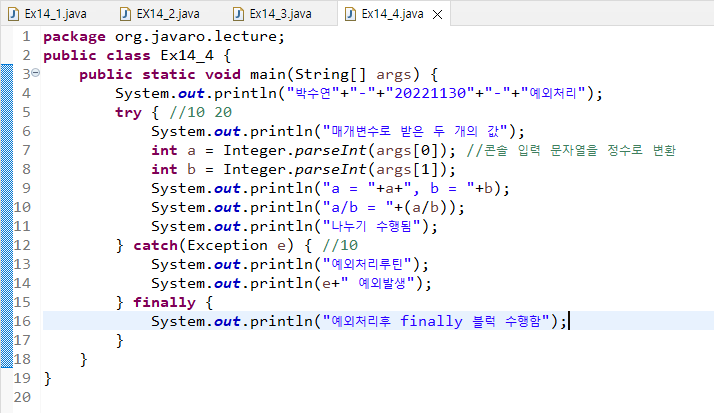 Ex14_1.java EX14_2.java Ex14_3.java Ex14_4.java
1 package org.javaro.lecture;
2 public class Ex14_4 {
3 public static void main(String[] args) {
4 System.out.println("박수연"+"-"+"20221130"+"-"+"예외처리");
5 try { //10 20
6 System.out.println("매개변수로 받은 두 개의 값");
7 int a = Integer.parseInt(args[0]); //콘솔 입력 문자열을 정수로 변환
8 int b = Integer.parseInt(args[1]);
9 System.out.println("a = "+a+", b = "+b);
10 System.out.println("a/b = "+(a/b));
11 System.out.println("나누기 수행됨");
12 } catch(Exception e) { //10
13 System.out.println("예외처리루틴");
14 System.out.println(e+" 예외발생");
15 } finally {
16 System.out.println("예외처리후 finally 블럭 수행함");
17 }
18 }
19 }
20